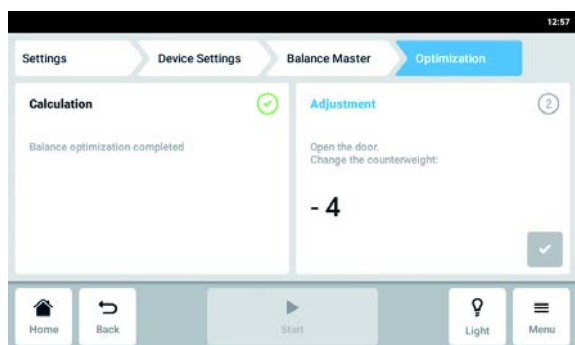 12:57
Settings
Device Settings
Balance Master
Optimization
Calculation
Adjustment
2
Balance optimization completed
Open the door.
Change the counterweight:
- 4
Home
Back
Start
Light
Menu